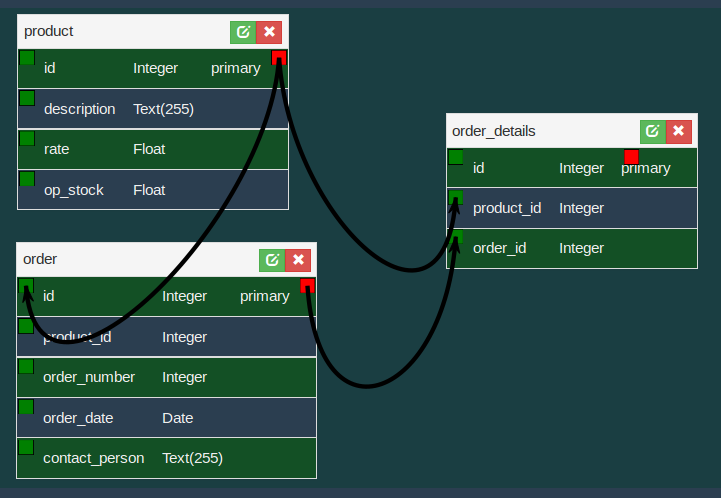 product
id Integer primary
description Text(255)
rate Float
op_stock Float
order_details
id Integer primary
product_id Integer
order_id Integer
order
id Integer primary
product_id Integer
order_number Integer
order_date Date
contact_person Text(255)